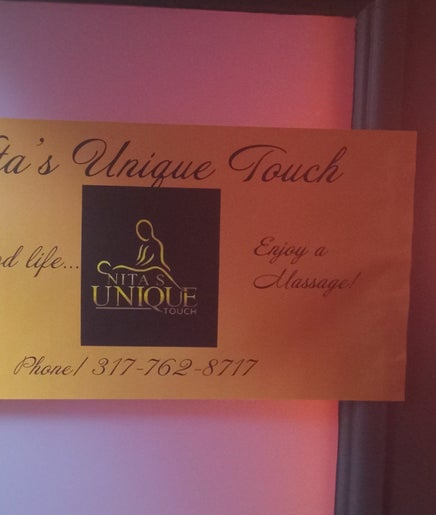 ta's Unique Touch
d life...
NITA'S
UNIQUE
TOUCH
Enjoy a
Massage!
Phone/ 317-762-8717